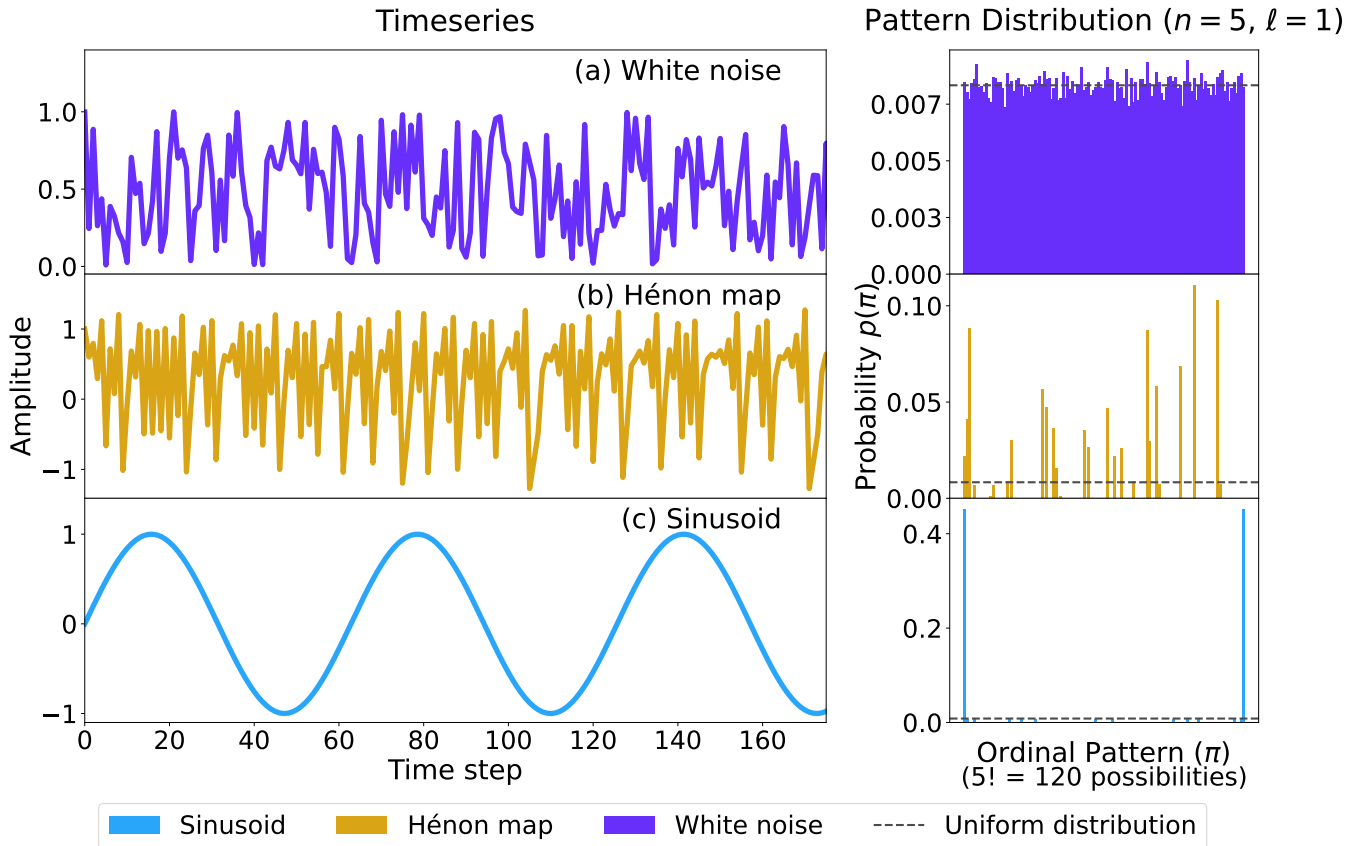 Timeseries
Pattern Distribution (n = 5, ℓ = 1)
(a) White noise
1.0
0.5
0.0
0.007
0.005
0.003
0.000
(b) Hénon map
1
0
−1
Amplitude
0.10
0.05
0.00
Probability p(π)
(c) Sinusoid
1
0
−1
0.4
0.2
0.0
0 20 40 60 80 100 120 140 160
Time step
Ordinal Pattern (π)
(5! = 120 possibilities)
Sinusoid Hénon map White noise Uniform distribution